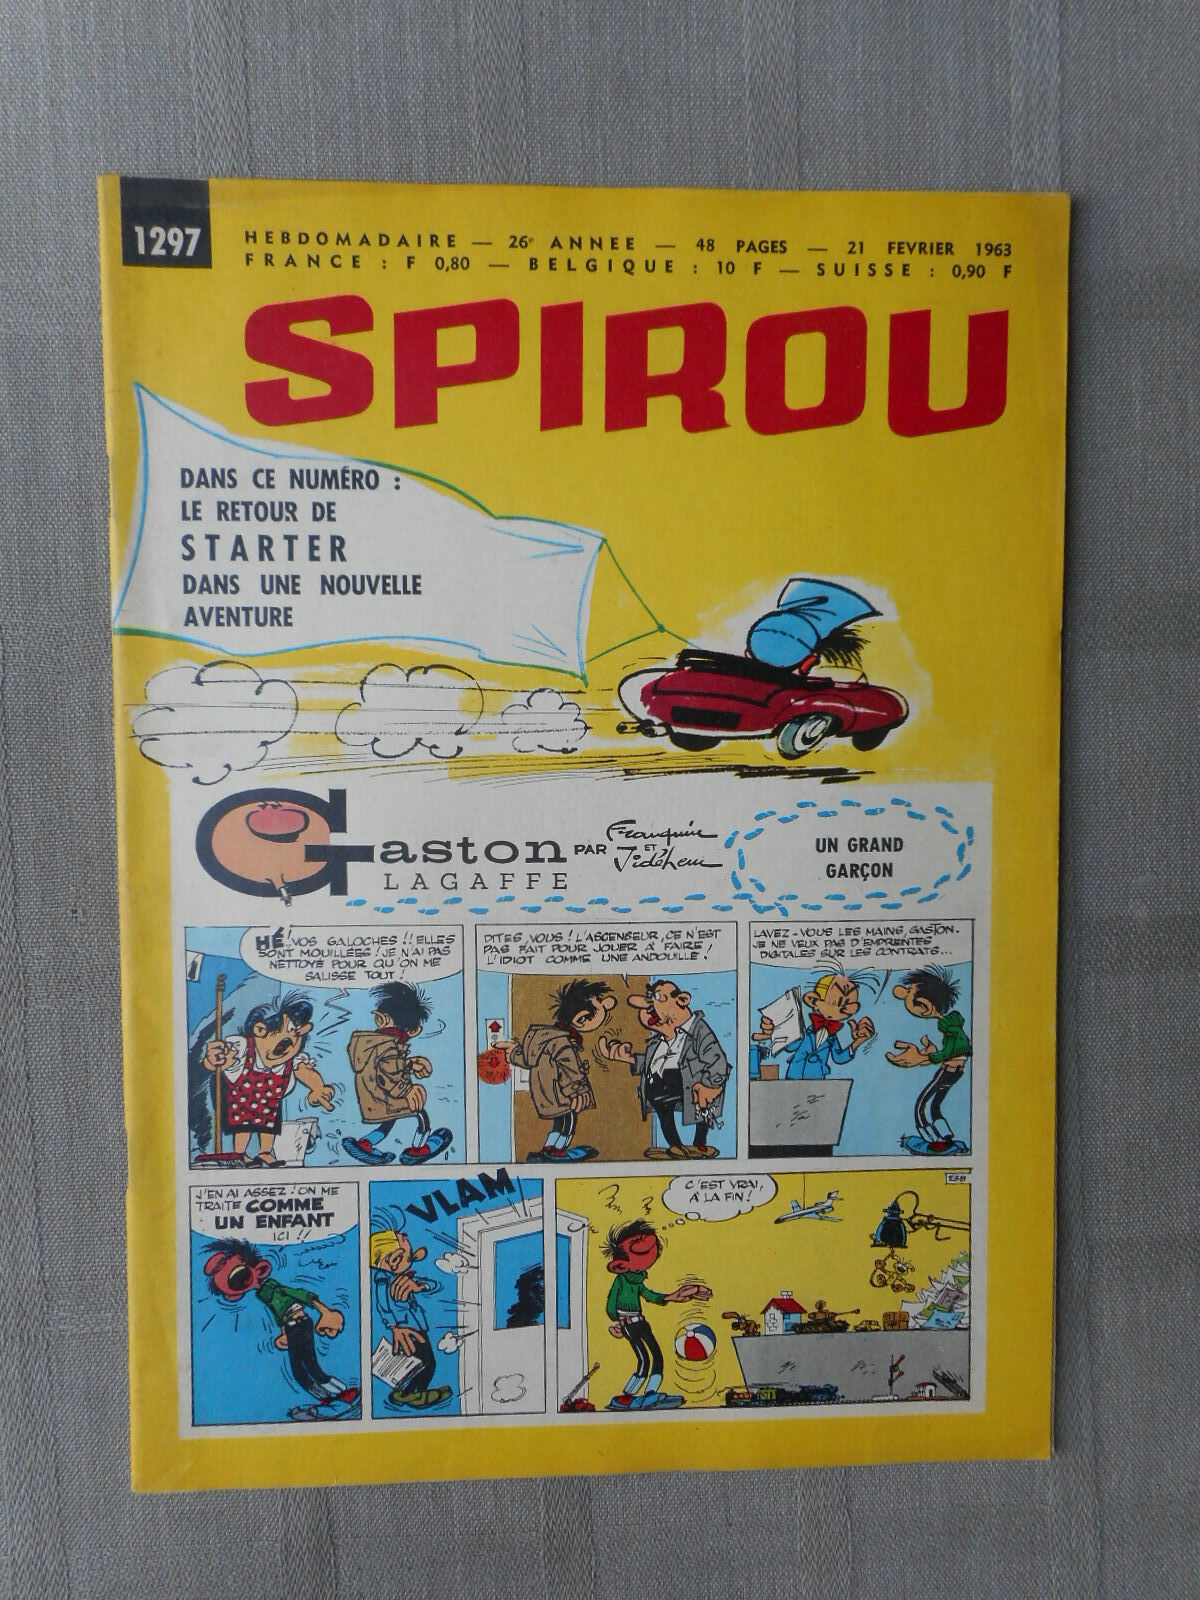 1297
HEBDOMADAIRE — 26e ANNEE — 48 PAGES — 21 FEVRIER 1963
FRANCE : F 0,80 — BELGIQUE : 10 F — SUISSE : 0,90 F
SPIROU
DANS CE NUMÉRO :
LE RETOUR DE
STARTER
DANS UNE NOUVELLE
AVENTURE
Gaston PAR Franquin ET Jidéhem
LAGAFFE
UN GRAND
GARÇON
HÉ ! VOS GALOCHES !! ELLES
SONT MOUILLÉES ! JE N'AI PAS
NETTOYÉ POUR QU'ON ME
SALISSE TOUT !
DITES, VOUS ! L'ASCENSEUR, CE N'EST
PAS FAIT POUR JOUER À FAIRE
L'IDIOT COMME UNE ANDOUILLE !
LAVEZ-VOUS LES MAINS, GASTON.
JE NE VEUX PAS D'EMPREINTES
DIGITALES SUR LES CONTRATS...
J'EN AI ASSEZ ! ON ME
TRAITE COMME
UN ENFANT
ICI !!
VLAM
C'EST VRAI,
À LA FIN !
238